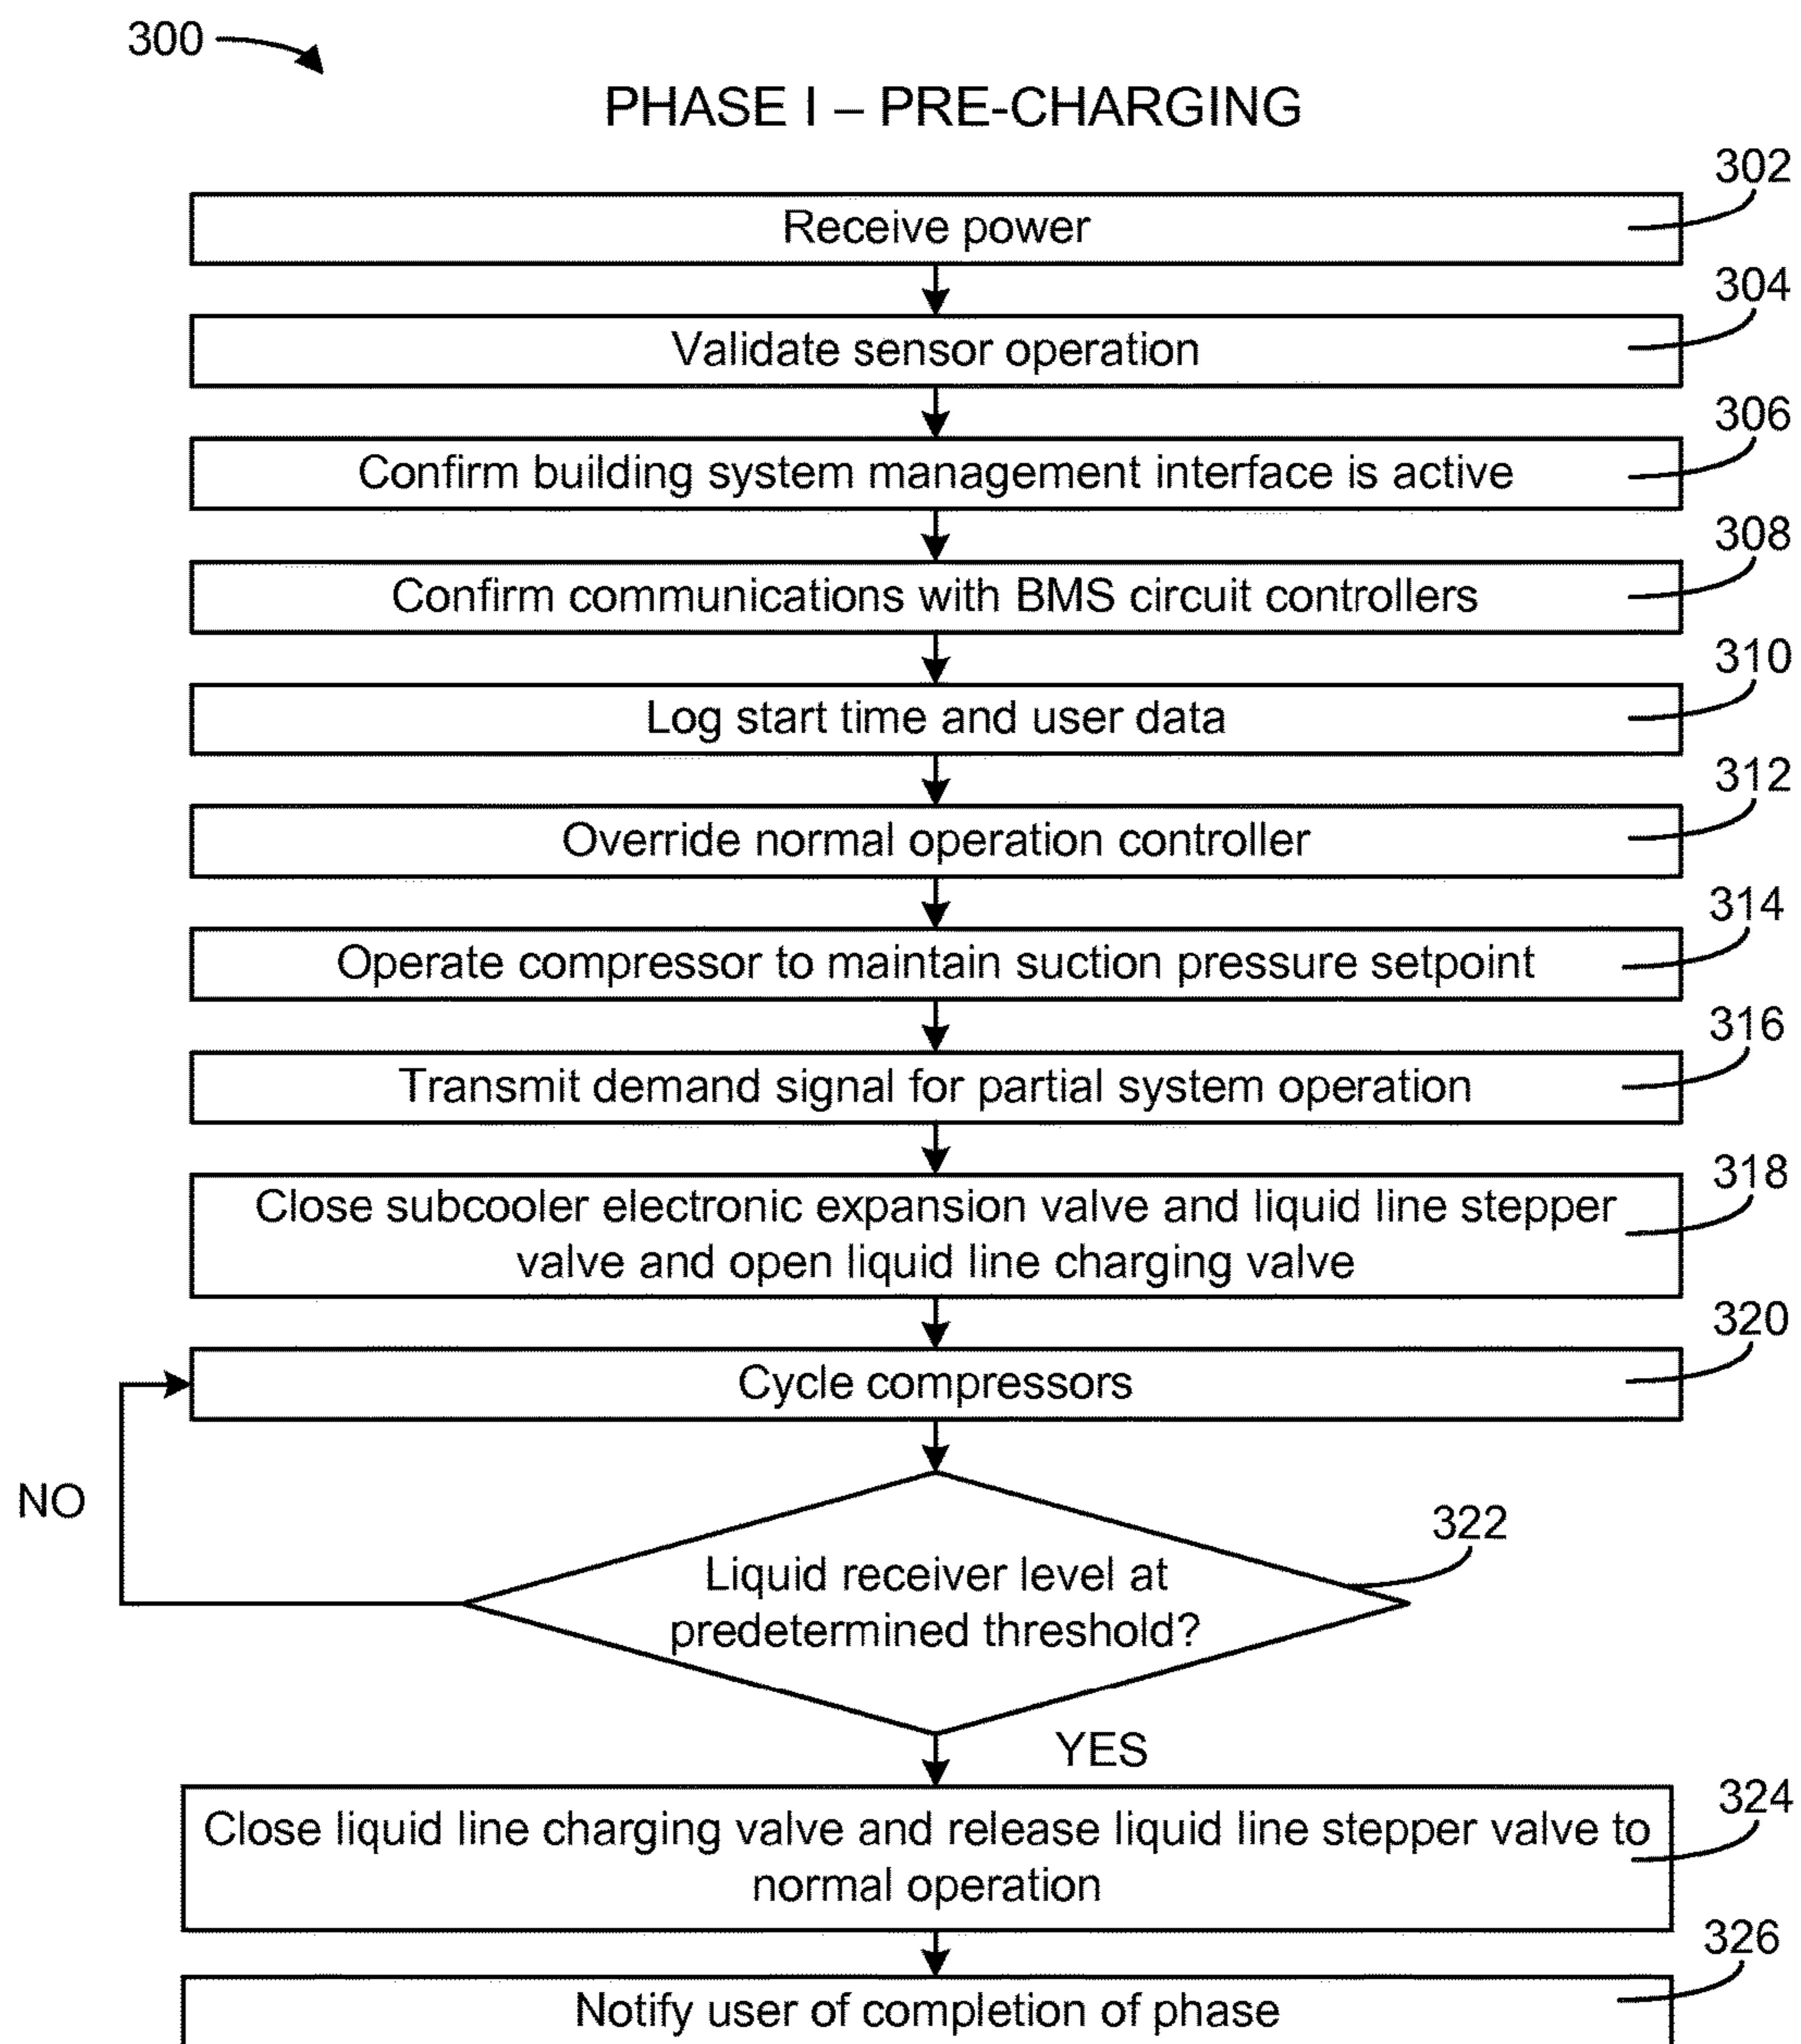 300
PHASE I – PRE-CHARGING
302
Receive power
304
Validate sensor operation
306
Confirm building system management interface is active
308
Confirm communications with BMS circuit controllers
310
Log start time and user data
312
Override normal operation controller
314
Operate compressor to maintain suction pressure setpoint
316
Transmit demand signal for partial system operation
318
Close subcooler electronic expansion valve and liquid line stepper
valve and open liquid line charging valve
320
Cycle compressors
NO
322
Liquid receiver level at
predetermined threshold?
YES
324
Close liquid line charging valve and release liquid line stepper valve to
normal operation
326
Notify user of completion of phase